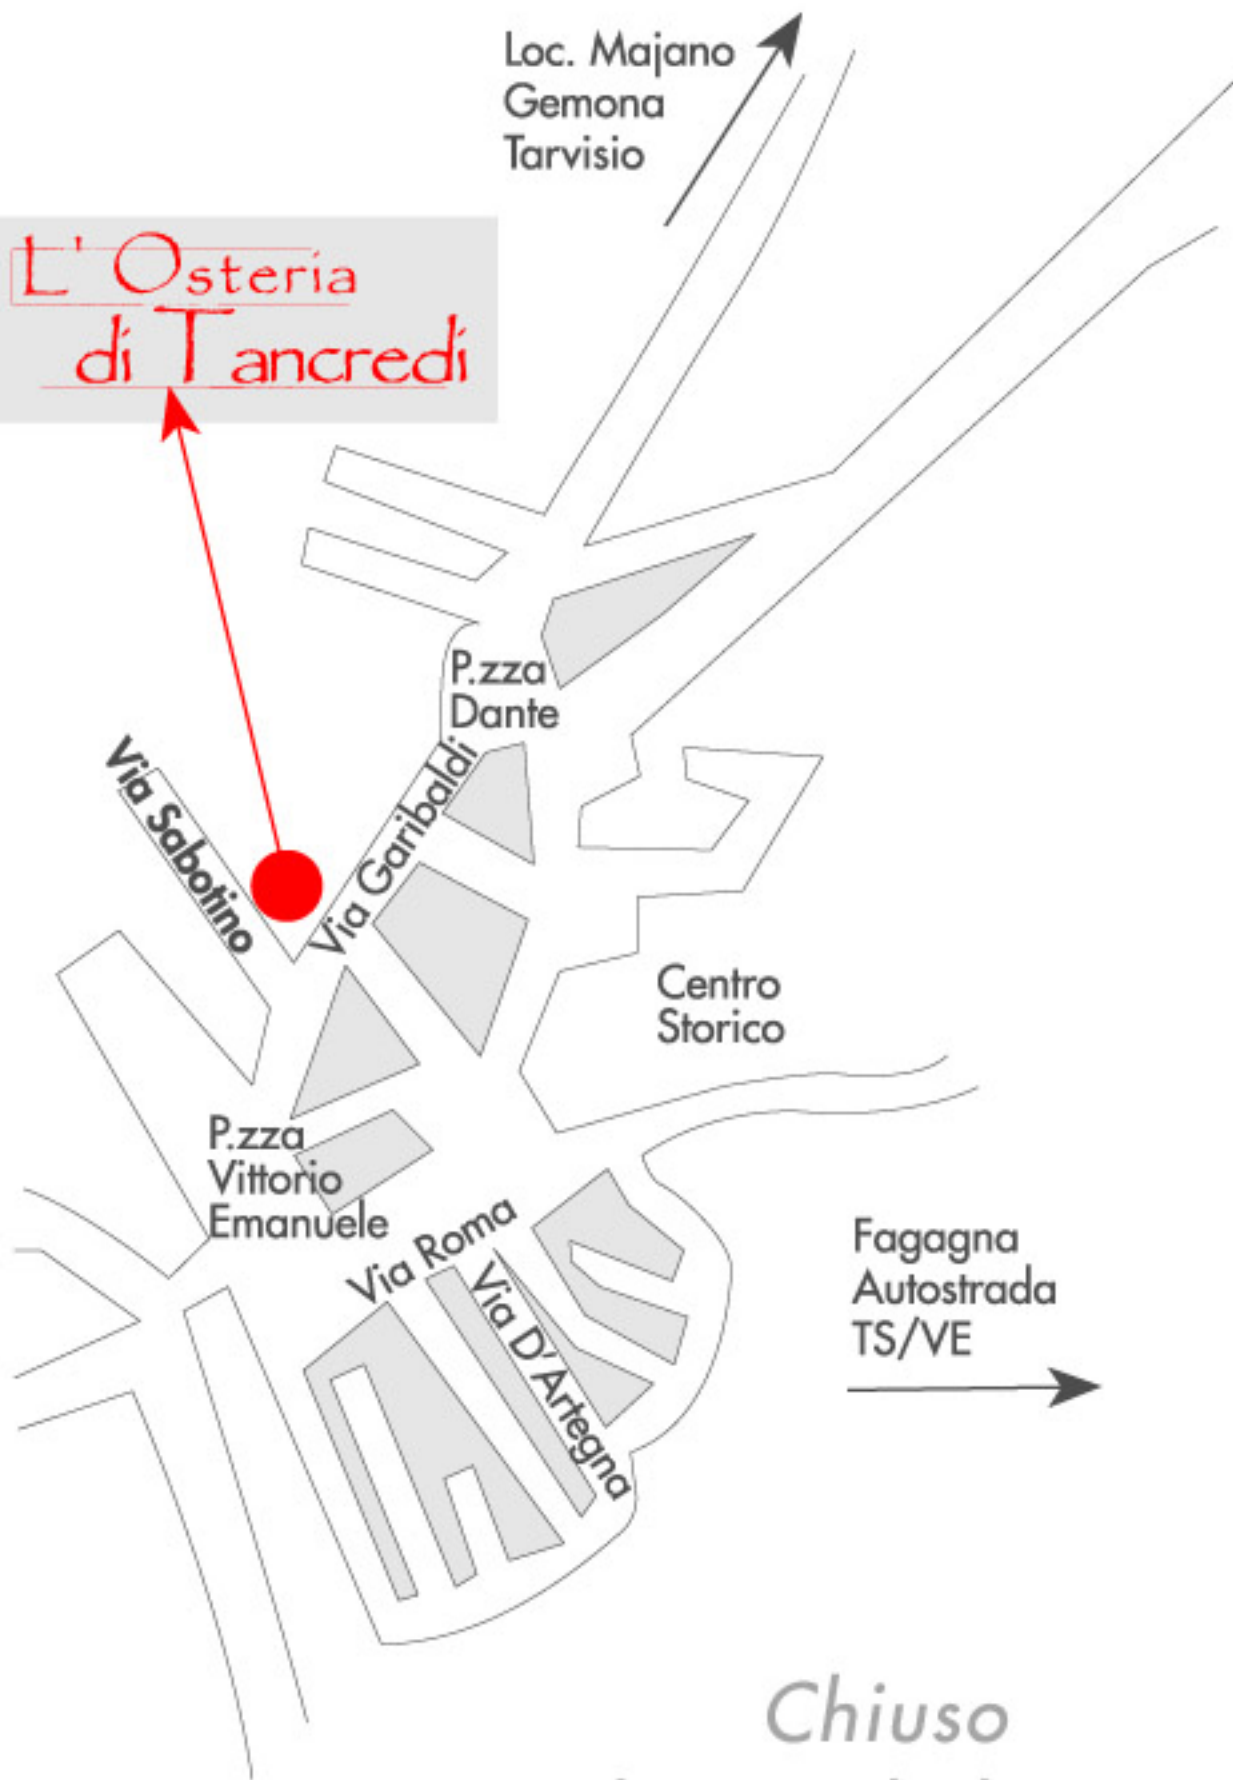 Loc. Majano
Gemona
Tarvisio
L'Osteria
di Tancredi
P.zza
Dante
Via Sabotino
Via Garibaldi
Centro
Storico
P.zza
Vittorio
Emanuele
Via Roma
Via D'Artegna
Fagagna
Autostrada
TS/VE
Chiuso